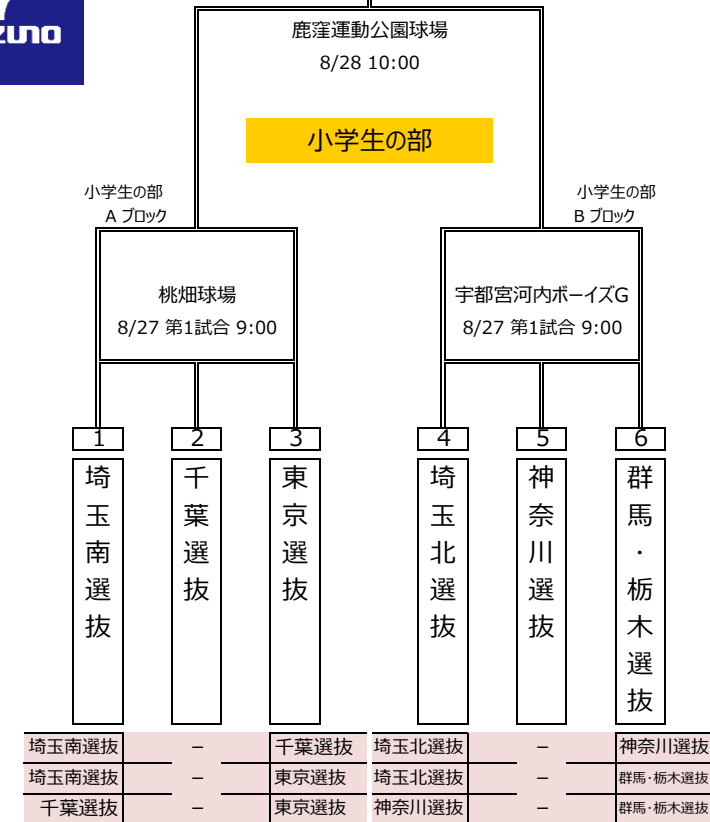 zuno
鹿窪運動公園球場
8/28 10:00
小学生の部
小学生の部
A ブロック
小学生の部
B ブロック
桃畑球場
8/27 第1試合 9:00
宇都宮河内ボーイズG
8/27 第1試合 9:00
1
2
3
4
5
6
埼玉南選抜
千葉選抜
東京選抜
埼玉北選抜
神奈川選抜
群馬・栃木選抜
埼玉南選抜 − 千葉選抜 埼玉北選抜 − 神奈川選抜
埼玉南選抜 − 東京選抜 埼玉北選抜 − 群馬・栃木選抜
千葉選抜 − 東京選抜 神奈川選抜 − 群馬・栃木選抜